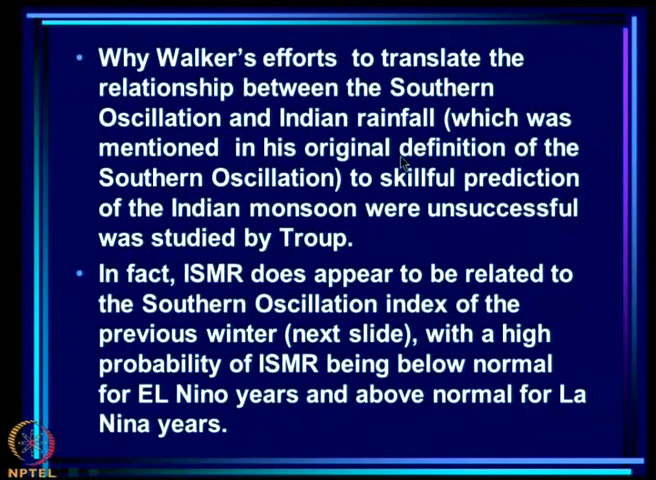 • Why Walker's efforts to translate the
relationship between the Southern
Oscillation and Indian rainfall (which was
mentioned in his original definition of the
Southern Oscillation) to skillful prediction
of the Indian monsoon were unsuccessful
was studied by Troup.
• In fact, ISMR does appear to be related to
the Southern Oscillation index of the
previous winter (next slide), with a high
probability of ISMR being below normal
for EL Nino years and above normal for La
Nina years.
NPTEL